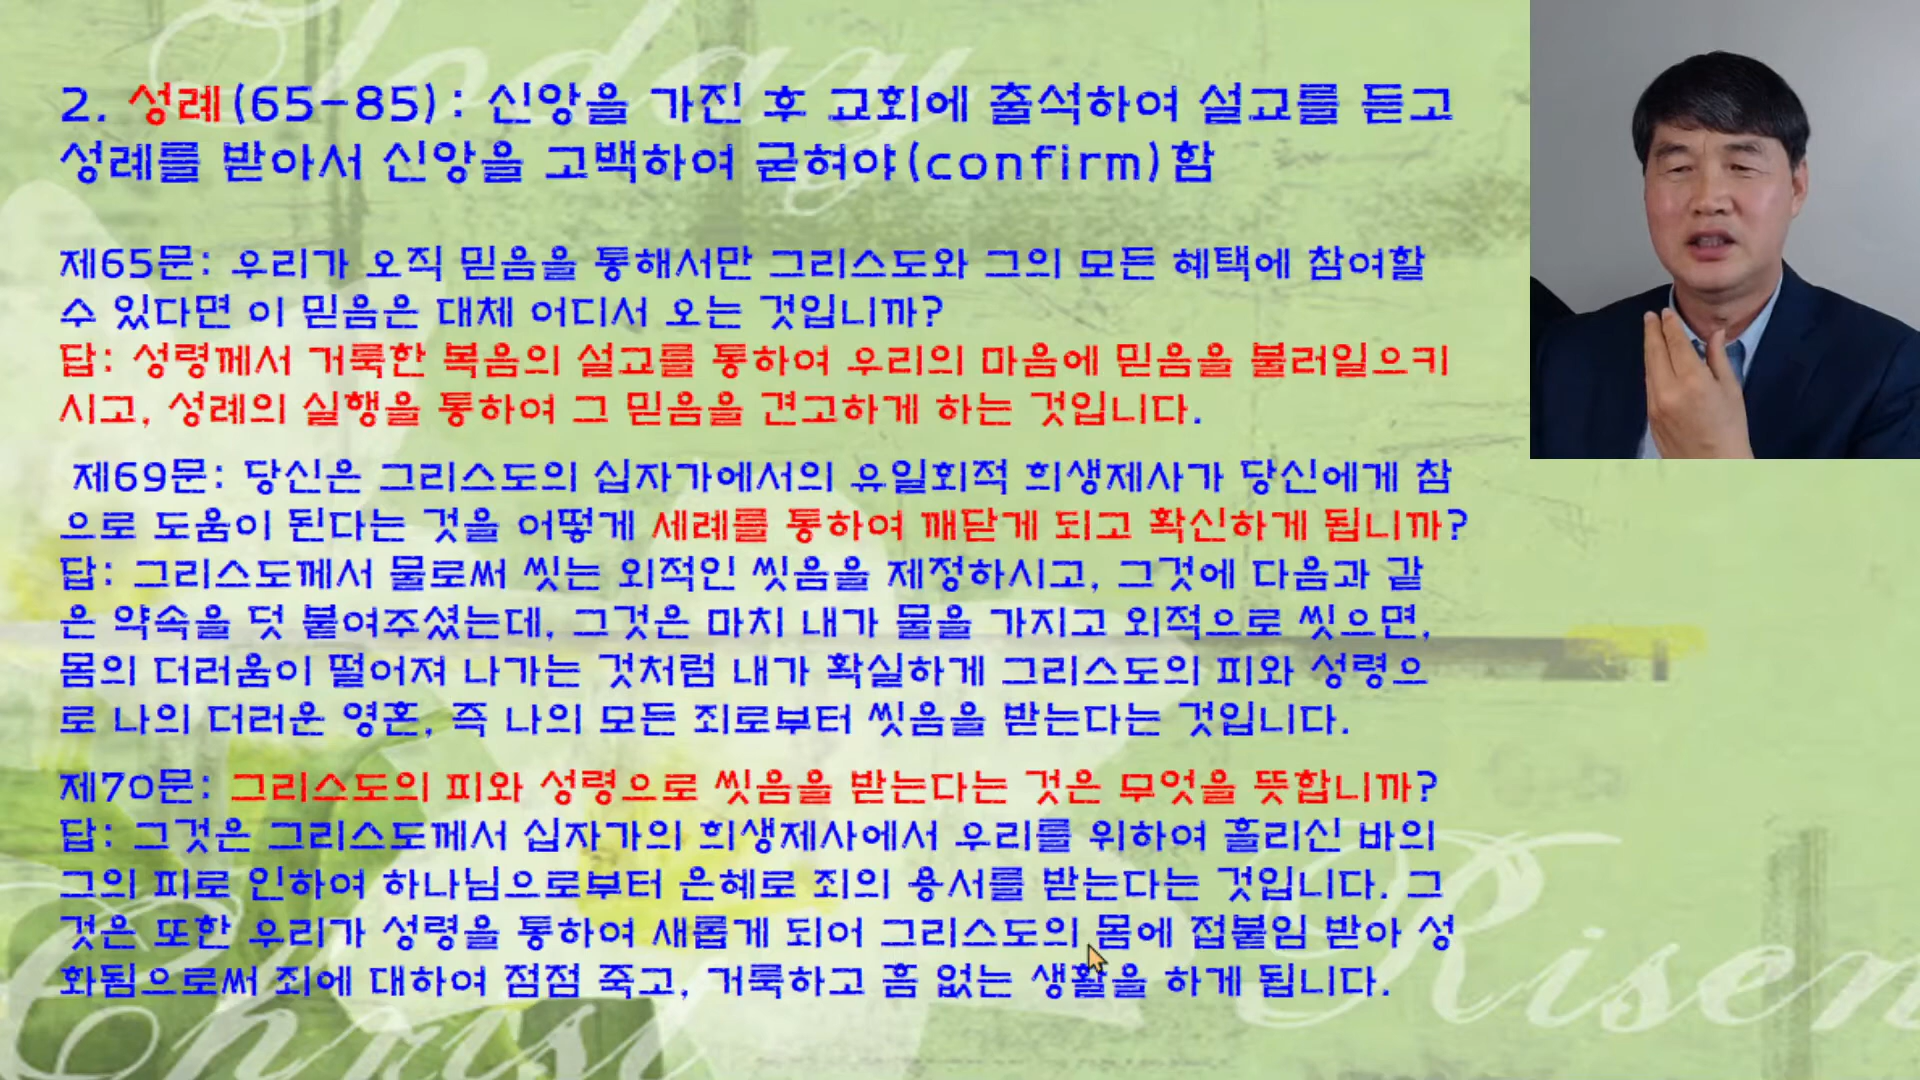 Today
2. 성례(65-85): 신앙을 가진 후 교회에 출석하여 설교를 듣고
성례를 받아서 신앙을 고백하여 굳혀야(confirm)함
제65문: 우리가 오직 믿음을 통해서만 그리스도와 그의 모든 혜택에 참여할
수 있다면 이 믿음은 대체 어디서 오는 것입니까?
답: 성령께서 거룩한 복음의 설교를 통하여 우리의 마음에 믿음을 불러일으키
시고, 성례의 실행을 통하여 그 믿음을 견고하게 하는 것입니다.
제69문: 당신은 그리스도의 십자가에서의 유일회적 희생제사가 당신에게 참
으로 도움이 된다는 것을 어떻게 세례를 통하여 깨닫게 되고 확신하게 됩니까?
답: 그리스도께서 물로써 씻는 외적인 씻음을 제정하시고, 그것에 다음과 같
은 약속을 덧 붙여주셨는데, 그것은 마치 내가 물을 가지고 외적으로 씻으면,
몸의 더러움이 떨어져 나가는 것처럼 내가 확실하게 그리스도의 피와 성령으
로 나의 더러운 영혼, 즉 나의 모든 죄로부터 씻음을 받는다는 것입니다.
제70문: 그리스도의 피와 성령으로 씻음을 받는다는 것은 무엇을 뜻합니까?
답: 그것은 그리스도께서 십자가의 희생제사에서 우리를 위하여 흘리신 바의
그의 피로 인하여 하나님으로부터 은혜로 죄의 용서를 받는다는 것입니다. 그
것은 또한 우리가 성령을 통하여 새롭게 되어 그리스도의 몸에 접붙임 받아 성
화됨으로써 죄에 대하여 점점 죽고, 거룩하고 흠 없는 생활을 하게 됩니다.
Christ
Risen